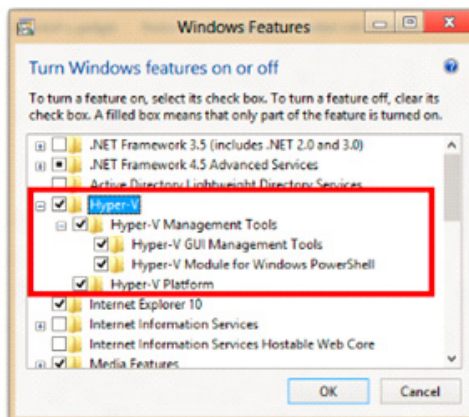 Windows Features
Turn Windows features on or off
To turn a feature on, select its check box. To turn a feature off, clear its
check box. A filled box means that only part of the feature is turned on.
.NET Framework 3.5 (includes .NET 2.0 and 3.0)
.NET Framework 4.5 Advanced Services
Active Directory Lightweight Directory Services
Hyper-V
Hyper-V Management Tools
Hyper-V GUI Management Tools
Hyper-V Module for Windows PowerShell
Hyper-V Platform
Internet Explorer 10
Internet Information Services
Internet Information Services Hostable Web Core
Media Features
OK Cancel